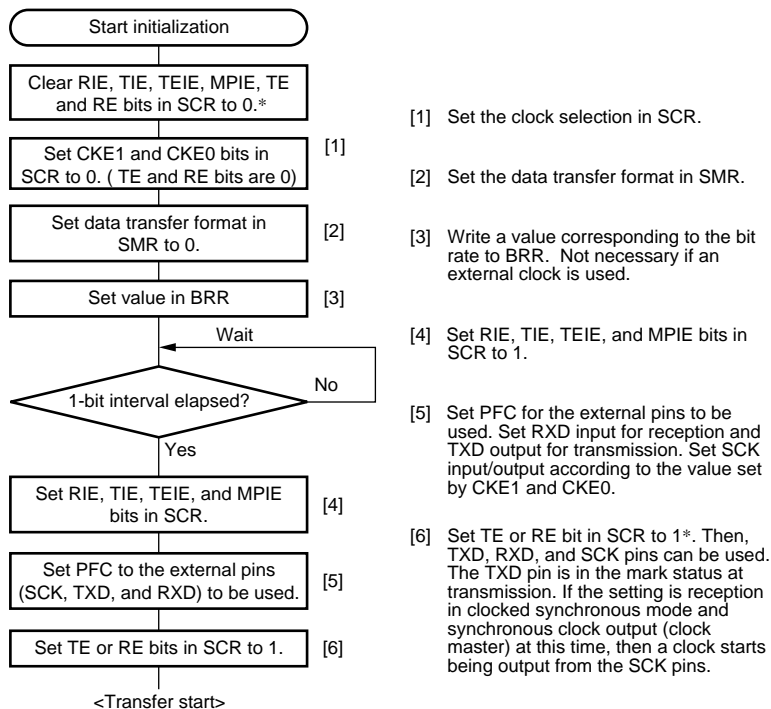 Start initialization
Clear RIE, TIE, TEIE, MPIE, TE
and RE bits in SCR to 0.*
Set CKE1 and CKE0 bits in
SCR to 0. ( TE and RE bits are 0)
[1]
Set data transfer format in
SMR to 0.
[2]
Set value in BRR
[3]
Wait
1-bit interval elapsed?
No
Yes
Set RIE, TIE, TEIE, and MPIE
bits in SCR.
[4]
Set PFC to the external pins
(SCK, TXD, and RXD) to be used.
[5]
Set TE or RE bits in SCR to 1.
[6]
<Transfer start>
[1] Set the clock selection in SCR.
[2] Set the data transfer format in SMR.
[3] Write a value corresponding to the bit
rate to BRR. Not necessary if an
external clock is used.
[4] Set RIE, TIE, TEIE, and MPIE bits in
SCR to 1.
[5] Set PFC for the external pins to be
used. Set RXD input for reception and
TXD output for transmission. Set SCK
input/output according to the value set
by CKE1 and CKE0.
[6] Set TE or RE bit in SCR to 1*. Then,
TXD, RXD, and SCK pins can be used.
The TXD pin is in the mark status at
transmission. If the setting is reception
in clocked synchronous mode and
synchronous clock output (clock
master) at this time, then a clock starts
being output from the SCK pins.